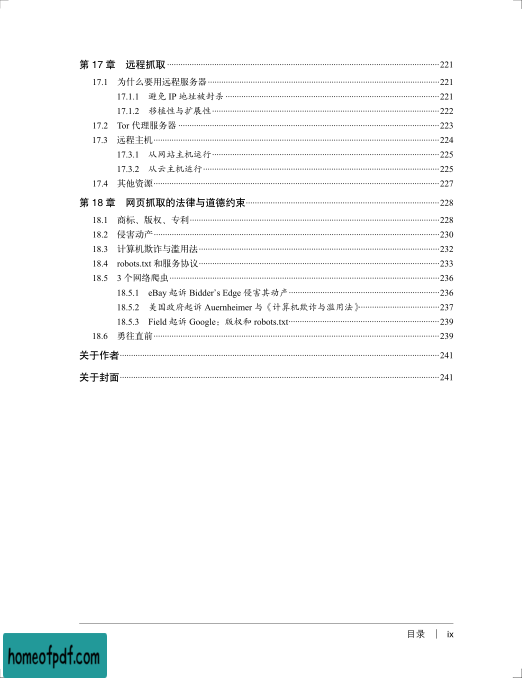 第 17 章 远程抓取 221
17.1 为什么要用远程服务器 221
17.1.1 避免 IP 地址被封杀 221
17.1.2 移植性与扩展性 222
17.2 Tor 代理服务器 223
17.3 远程主机 224
17.3.1 从网站主机运行 225
17.3.2 从云主机运行 225
17.4 其他资源 227
第 18 章 网页抓取的法律与道德约束 228
18.1 商标、版权、专利 228
18.2 侵害动产 230
18.3 计算机欺诈与滥用法 232
18.4 robots.txt 和服务协议 233
18.5 3 个网络爬虫 236
18.5.1 eBay 起诉 Bidder's Edge 侵害其动产 236
18.5.2 美国政府起诉 Auernheimer 与《计算机欺诈与滥用法》 237
18.5.3 Field 起诉 Google：版权和 robots.txt 239
18.6 勇往直前 239
关于作者 241
关于封面 241
目录 | ix
homeofpdf.com